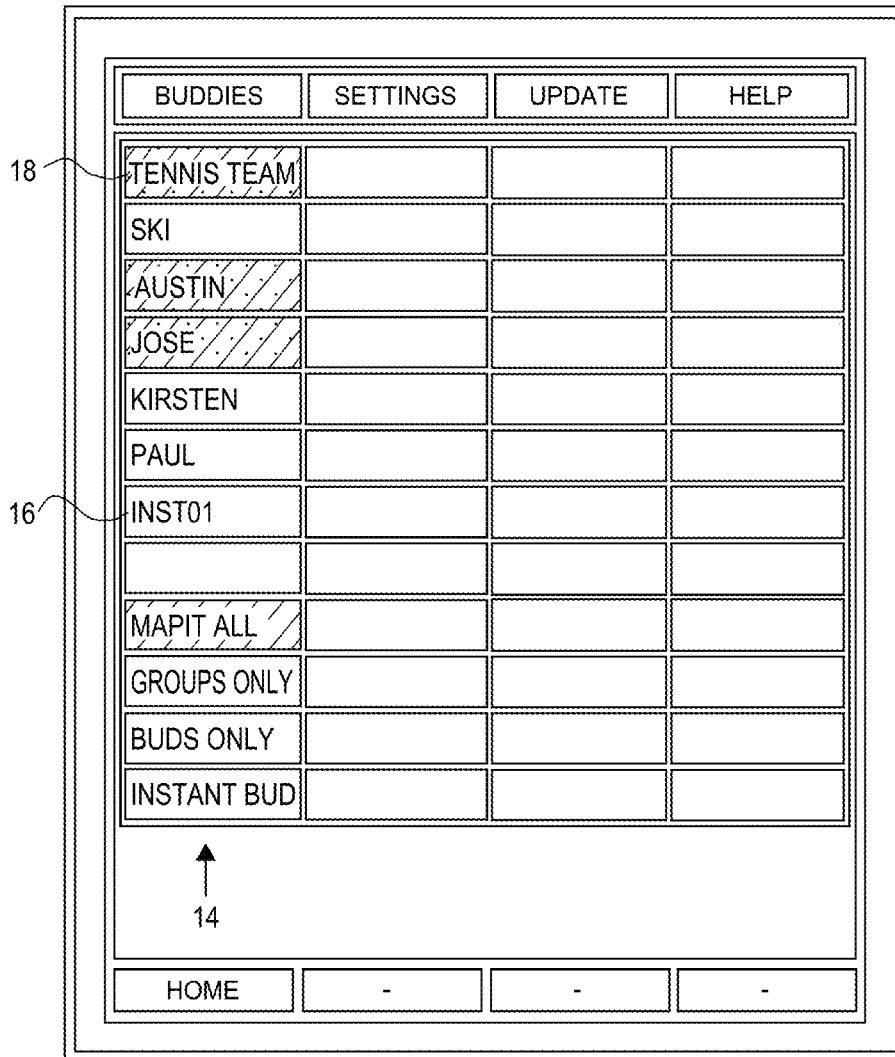 BUDDIES SETTINGS UPDATE HELP
18 TENNIS TEAM
SKI
AUSTIN
JOSE
KIRSTEN
PAUL
16 INST01
MAPIT ALL
GROUPS ONLY
BUDS ONLY
INSTANT BUD
14
HOME - - -